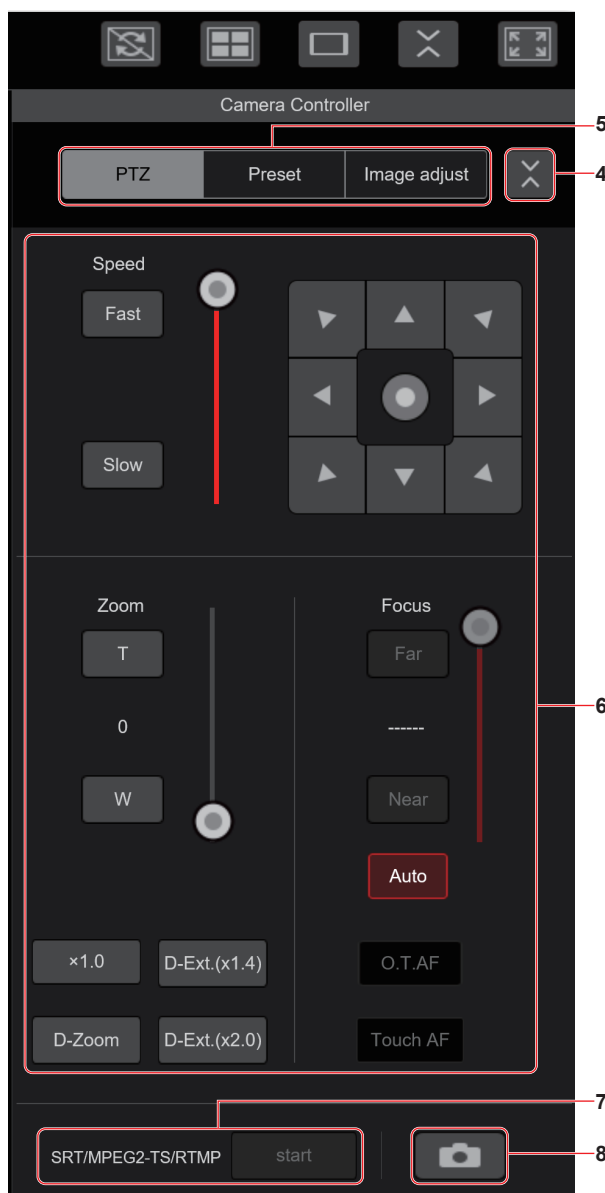 Camera Controller
5
PTZ Preset Image adjust
4
Speed
Fast
Slow
Zoom Focus
T Far
0 ------
6
W Near
Auto
×1.0 D-Ext.(x1.4) O.T.AF
D-Zoom D-Ext.(x2.0) Touch AF
7
SRT/MPEG2-TS/RTMP start
8